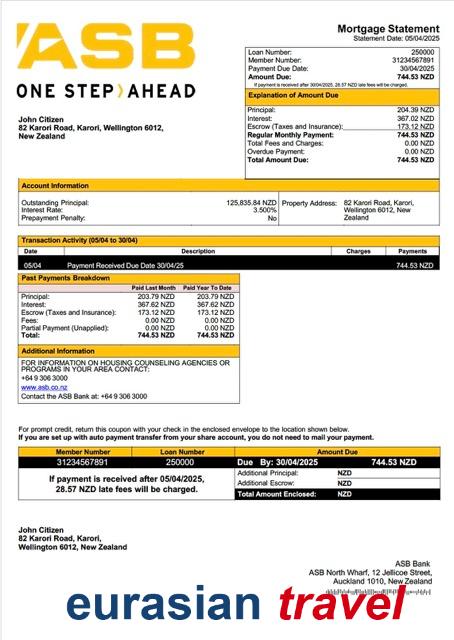 ASB
ONE STEP AHEAD
Mortgage Statement
Statement Date: 05/04/2025
Loan Number: 250000
Member Number: 31234567891
Payment Due Date: 30/04/2025
Amount Due: 744.53 NZD
If payment is received after 30/04/2025, 28.57 NZD late fees will be charged.
Explanation of Amount Due
Principal: 204.39 NZD
Interest: 367.02 NZD
Escrow (Taxes and Insurance): 173.12 NZD
Regular Monthly Payment: 744.53 NZD
Total Fees and Charges: 0.00 NZD
Overdue Payment: 0.00 NZD
Total Amount Due: 744.53 NZD
John Citizen
82 Karori Road, Karori, Wellington 6012,
New Zealand
Account Information
Outstanding Principal: 125,835.84 NZD
Interest Rate: 3.500%
Prepayment Penalty: No
Property Address: 82 Karori Road, Karori,
Wellington 6012, New
Zealand
Transaction Activity (05/04 to 30/04)
Date Description Charges Payments
05/04 Payment Received Due Date 30/04/25 744.53 NZD
Past Payments Breakdown
Paid Last Month Paid Year To Date
Principal: 203.79 NZD 203.79 NZD
Interest: 367.62 NZD 367.62 NZD
Escrow (Taxes and Insurance): 173.12 NZD 173.12 NZD
Fees: 0.00 NZD 0.00 NZD
Partial Payment (Unapplied): 0.00 NZD 0.00 NZD
Total: 744.53 NZD 744.53 NZD
Additional Information
FOR INFORMATION ON HOUSING COUNSELING AGENCIES OR
PROGRAMS IN YOUR AREA CONTACT:
+64 9 306 3000
www.asb.co.nz
Contact the ASB Bank at: +64 9 306 3000
For prompt credit, return this coupon with your check in the enclosed envelope to the location shown below.
If you are set up with auto payment transfer from your share account, you do not need to mail your payment.
Member Number Loan Number Amount Due
31234567891 250000 Due By: 30/04/2025 744.53 NZD
If payment is received after 05/04/2025,
28.57 NZD late fees will be charged.
Additional Principal: NZD
Additional Escrow: NZD
Total Amount Enclosed: NZD
John Citizen
82 Karori Road, Karori,
Wellington 6012, New Zealand
ASB Bank
ASB North Wharf, 12 Jellicoe Street,
Auckland 1010, New Zealand
eurasian travel